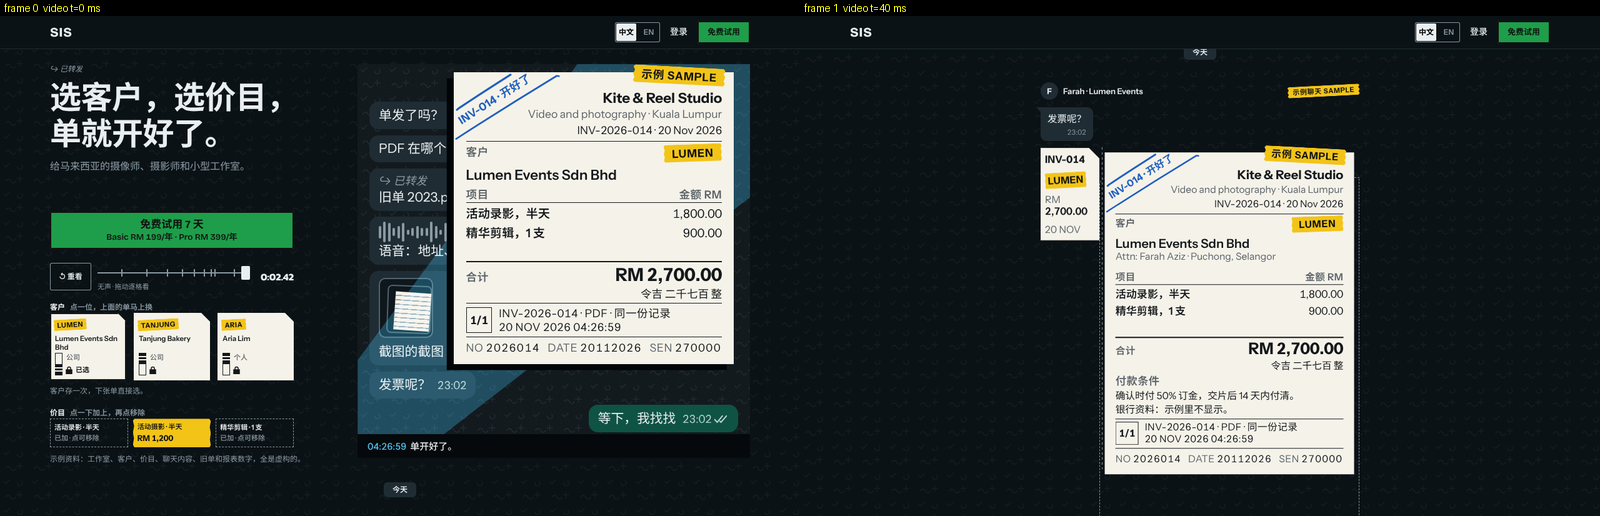 frame 0 video t=0 ms
SIS
中文 EN 登录 免费试用
↪ 已转发
选客户，选价目，
单就开好了。
给马来西亚的摄像师、摄影师和小型工作室。
免费试用 7 天
Basic RM 199/年 · Pro RM 399/年
重看
0:02.42
无声 · 拖动逐格看
客户 点一位，上面的单马上换
LUMEN
Lumen Events Sdn Bhd
公司
已选
TANJUNG
Tanjung Bakery
公司
ARIA
Aria Lim
个人
客户存一次，下张单直接选。
价目 点一下加上，再点移除
活动录影 · 半天
已加 · 点可移除
活动摄影 · 半天
RM 1,200
精华剪辑 · 1 支
已加 · 点可移除
示例资料：工作室、客户、价目、聊天内容、旧单和报表数字，全是虚构的。
单发了吗？
PDF 在哪个
↪ 已转发
旧单 2023.p
语音：地址、
截图的截图
发票呢？ 23:02
等下，我找找 23:02
INV-014 · 开好了
示例 SAMPLE
Kite & Reel Studio
Video and photography · Kuala Lumpur
INV-2026-014 · 20 Nov 2026
客户
LUMEN
Lumen Events Sdn Bhd
项目 金额 RM
活动录影，半天 1,800.00
精华剪辑，1 支 900.00
合计 RM 2,700.00
令吉 二千七百 整
1/1
INV-2026-014 · PDF · 同一份记录
20 NOV 2026 04:26:59
NO 2026014 DATE 20112026 SEN 270000
04:26:59 单开好了。
今天
frame 1 video t=40 ms
SIS
中文 EN 登录 免费试用
今天
F Farah · Lumen Events
示例聊天 SAMPLE
发票呢？
23:02
INV-014
LUMEN
RM
2,700.00
20 NOV
INV-014 · 开好了
示例 SAMPLE
Kite & Reel Studio
Video and photography · Kuala Lumpur
INV-2026-014 · 20 Nov 2026
客户
LUMEN
Lumen Events Sdn Bhd
Attn: Farah Aziz · Puchong, Selangor
项目 金额 RM
活动录影，半天 1,800.00
精华剪辑，1 支 900.00
合计 RM 2,700.00
令吉 二千七百 整
付款条件
确认时付 50% 订金，交片后 14 天内付清。
银行资料：示例里不显示。
1/1
INV-2026-014 · PDF · 同一份记录
20 NOV 2026 04:26:59
NO 2026014 DATE 20112026 SEN 270000